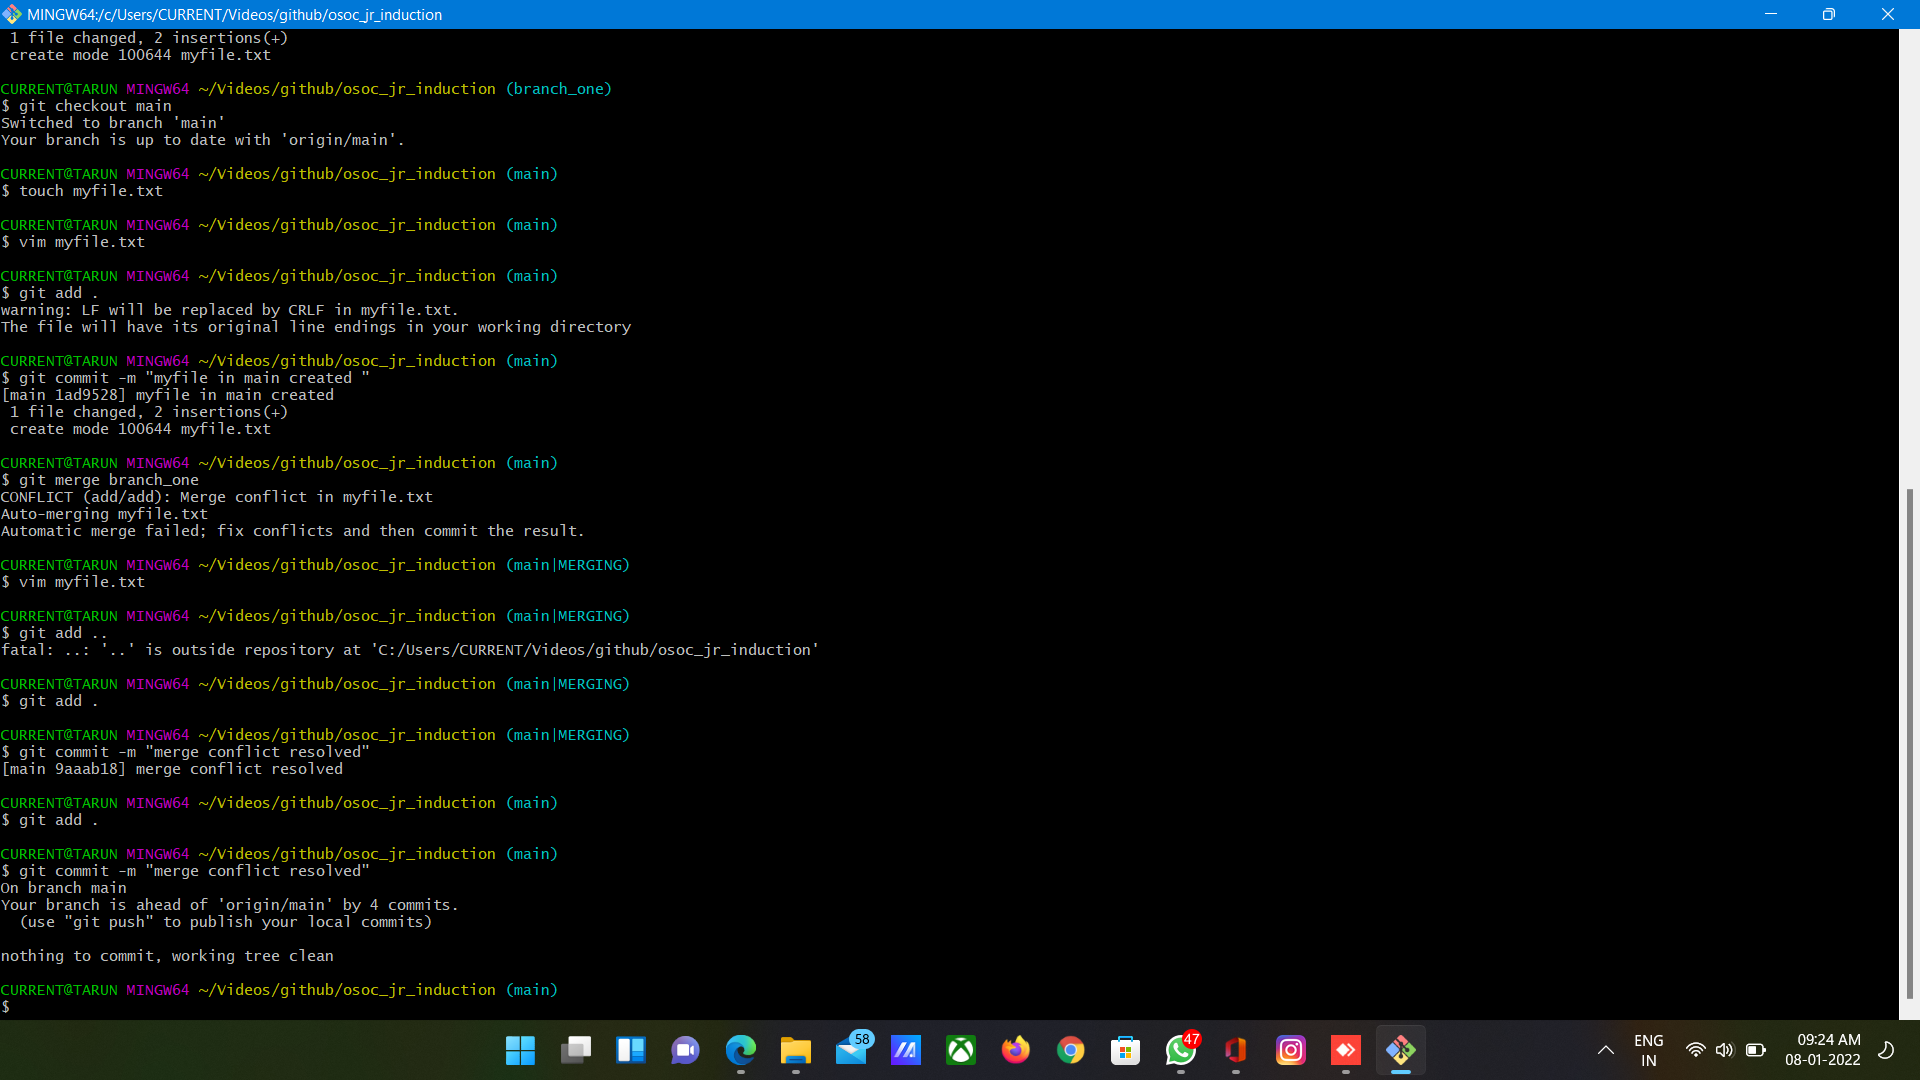 MINGW64:/c/Users/CURRENT/Videos/github/osoc_jr_induction
1 file changed, 2 insertions(+)
create mode 100644 myfile.txt
CURRENT@TARUN MINGW64 ~/Videos/github/osoc_jr_induction (branch_one)
$ git checkout main
Switched to branch 'main'
Your branch is up to date with 'origin/main'.
CURRENT@TARUN MINGW64 ~/Videos/github/osoc_jr_induction (main)
$ touch myfile.txt
CURRENT@TARUN MINGW64 ~/Videos/github/osoc_jr_induction (main)
$ vim myfile.txt
CURRENT@TARUN MINGW64 ~/Videos/github/osoc_jr_induction (main)
$ git add .
warning: LF will be replaced by CRLF in myfile.txt.
The file will have its original line endings in your working directory
CURRENT@TARUN MINGW64 ~/Videos/github/osoc_jr_induction (main)
$ git commit -m "myfile in main created "
[main 1ad9528] myfile in main created
1 file changed, 2 insertions(+)
create mode 100644 myfile.txt
CURRENT@TARUN MINGW64 ~/Videos/github/osoc_jr_induction (main)
$ git merge branch_one
CONFLICT (add/add): Merge conflict in myfile.txt
Auto-merging myfile.txt
Automatic merge failed; fix conflicts and then commit the result.
CURRENT@TARUN MINGW64 ~/Videos/github/osoc_jr_induction (main|MERGING)
$ vim myfile.txt
CURRENT@TARUN MINGW64 ~/Videos/github/osoc_jr_induction (main|MERGING)
$ git add ..
fatal: ..: '..' is outside repository at 'C:/Users/CURRENT/Videos/github/osoc_jr_induction'
CURRENT@TARUN MINGW64 ~/Videos/github/osoc_jr_induction (main|MERGING)
$ git add .
CURRENT@TARUN MINGW64 ~/Videos/github/osoc_jr_induction (main|MERGING)
$ git commit -m "merge conflict resolved"
[main 9aaab18] merge conflict resolved
CURRENT@TARUN MINGW64 ~/Videos/github/osoc_jr_induction (main)
$ git add .
CURRENT@TARUN MINGW64 ~/Videos/github/osoc_jr_induction (main)
$ git commit -m "merge conflict resolved"
On branch main
Your branch is ahead of 'origin/main' by 4 commits.
(use "git push" to publish your local commits)
nothing to commit, working tree clean
CURRENT@TARUN MINGW64 ~/Videos/github/osoc_jr_induction (main)
$
58
47
ENG
IN
09:24 AM
08-01-2022